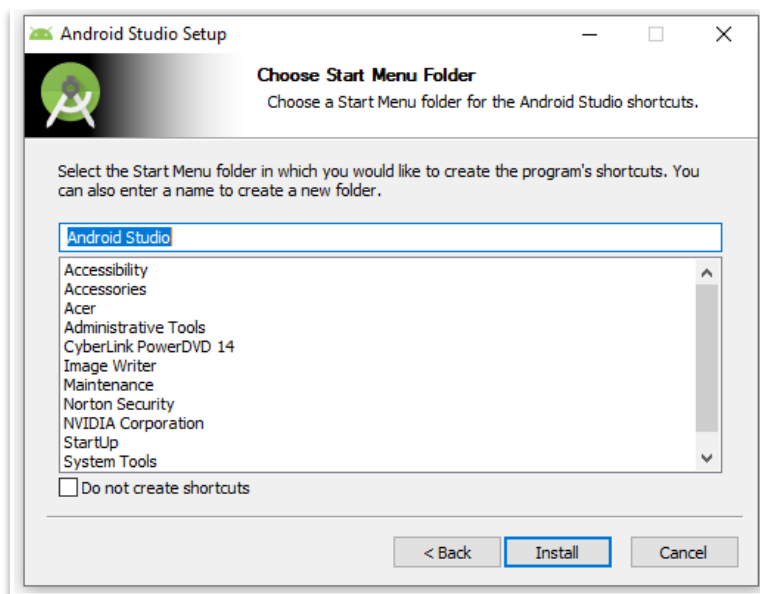 Android Studio Setup
Choose Start Menu Folder
Choose a Start Menu folder for the Android Studio shortcuts.
Select the Start Menu folder in which you would like to create the program's shortcuts. You
can also enter a name to create a new folder.
Android Studio
Accessibility
Accessories
Acer
Administrative Tools
CyberLink PowerDVD 14
Image Writer
Maintenance
Norton Security
NVIDIA Corporation
StartUp
System Tools
Do not create shortcuts
< Back Install Cancel